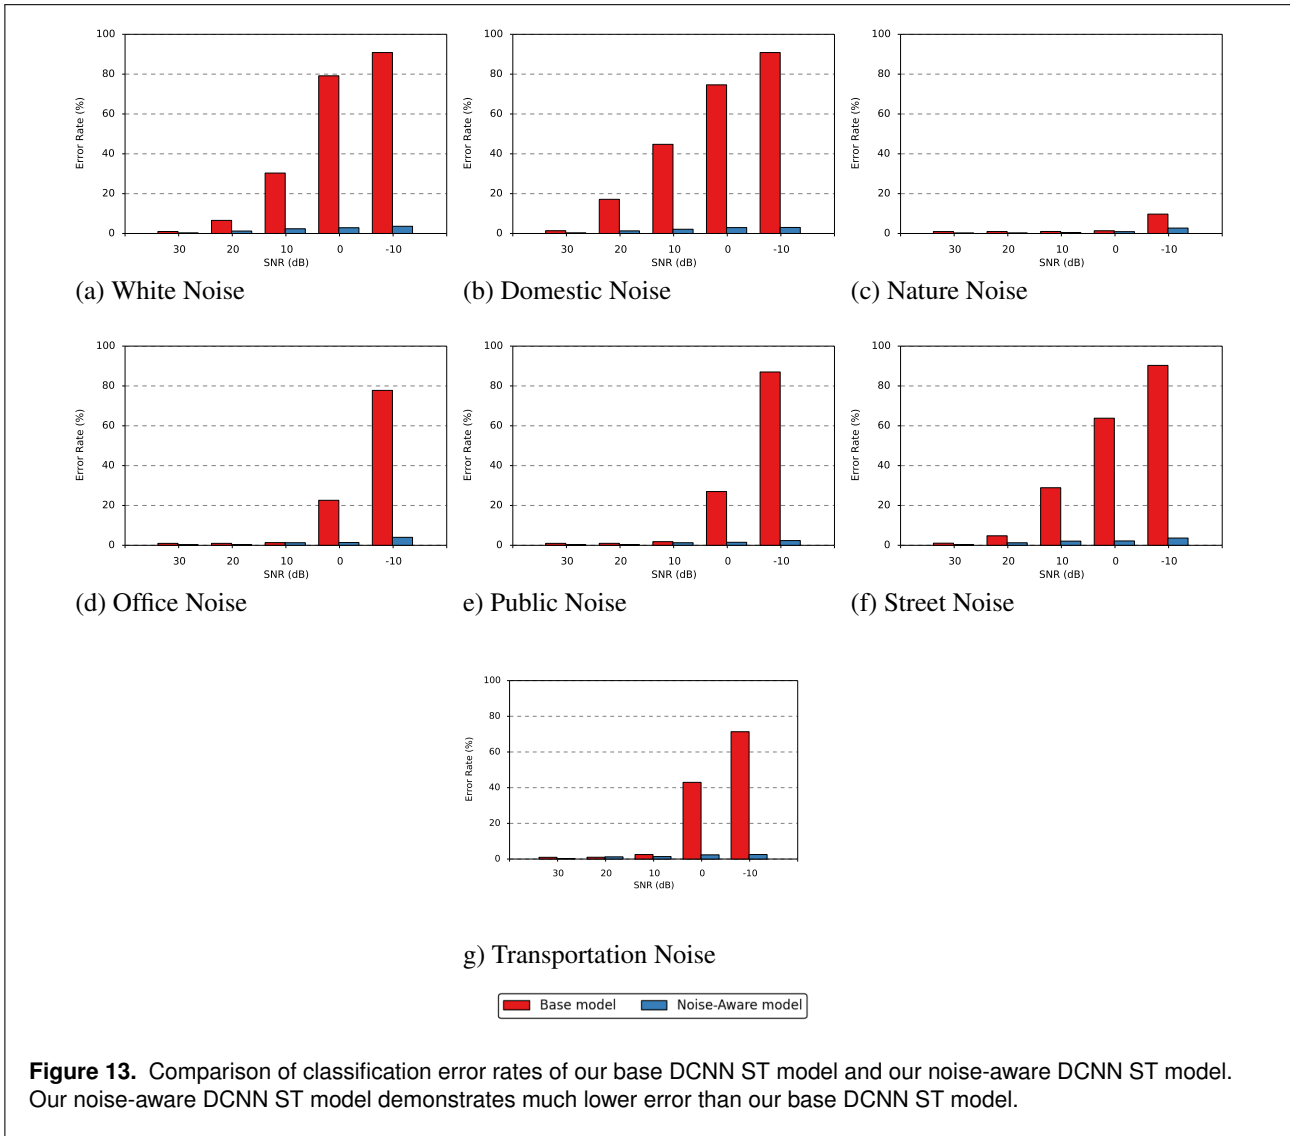 100
80
60
40
20
0
Error Rate (%)
30 20 10 0 -10
SNR (dB)
(a) White Noise
100
80
60
40
20
0
Error Rate (%)
30 20 10 0 -10
SNR (dB)
(b) Domestic Noise
100
80
60
40
20
0
Error Rate (%)
30 20 10 0 -10
SNR (dB)
(c) Nature Noise
100
80
60
40
20
0
Error Rate (%)
30 20 10 0 -10
SNR (dB)
(d) Office Noise
100
80
60
40
20
0
Error Rate (%)
30 20 10 0 -10
SNR (dB)
e) Public Noise
100
80
60
40
20
0
Error Rate (%)
30 20 10 0 -10
SNR (dB)
(f) Street Noise
100
80
60
40
20
0
Error Rate (%)
30 20 10 0 -10
SNR (dB)
g) Transportation Noise
Base model Noise-Aware model
Figure 13. Comparison of classification error rates of our base DCNN ST model and our noise-aware DCNN ST model.
Our noise-aware DCNN ST model demonstrates much lower error than our base DCNN ST model.